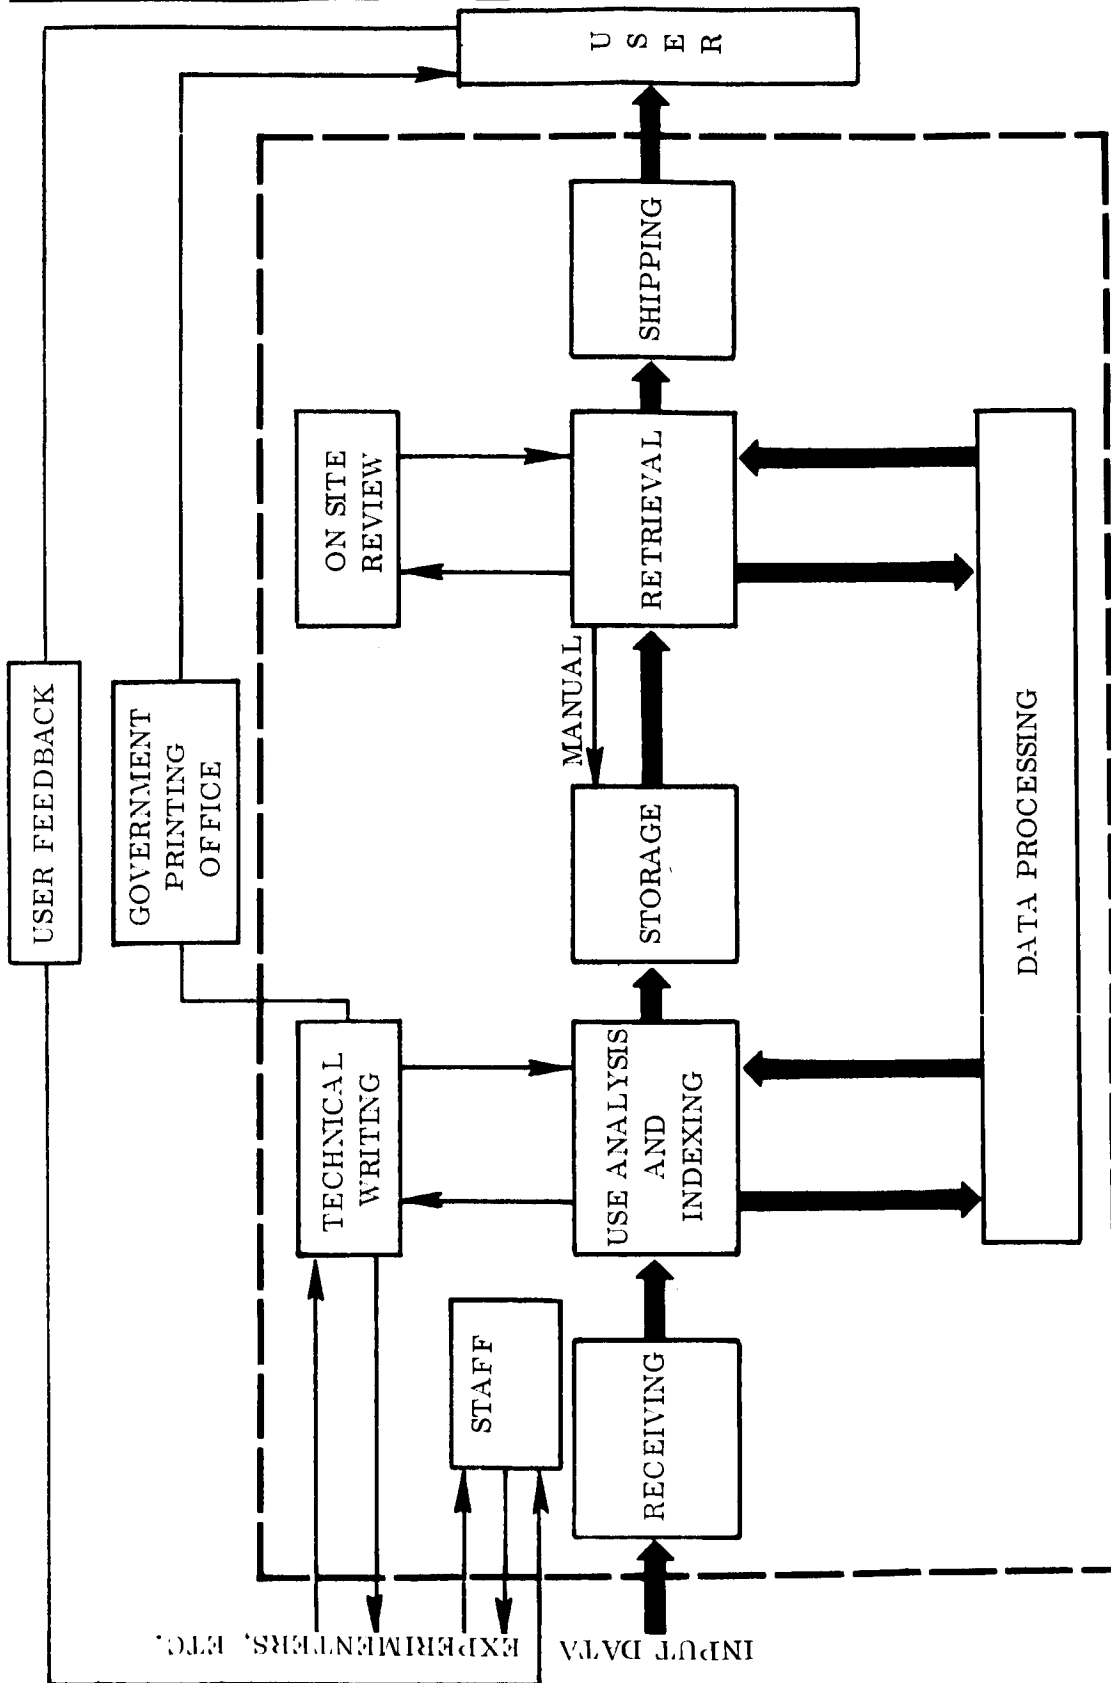 USER FEEDBACK
GOVERNMENT
PRINTING
OFFICE
TECHNICAL
WRITING
ON SITE
REVIEW
EXPERIMENTERS, ETC.
STAFF
MANUAL
INPUT DATA
RECEIVING
USE ANALYSIS
AND
INDEXING
STORAGE
RETRIEVAL
SHIPPING
U
S
E
R
DATA PROCESSING